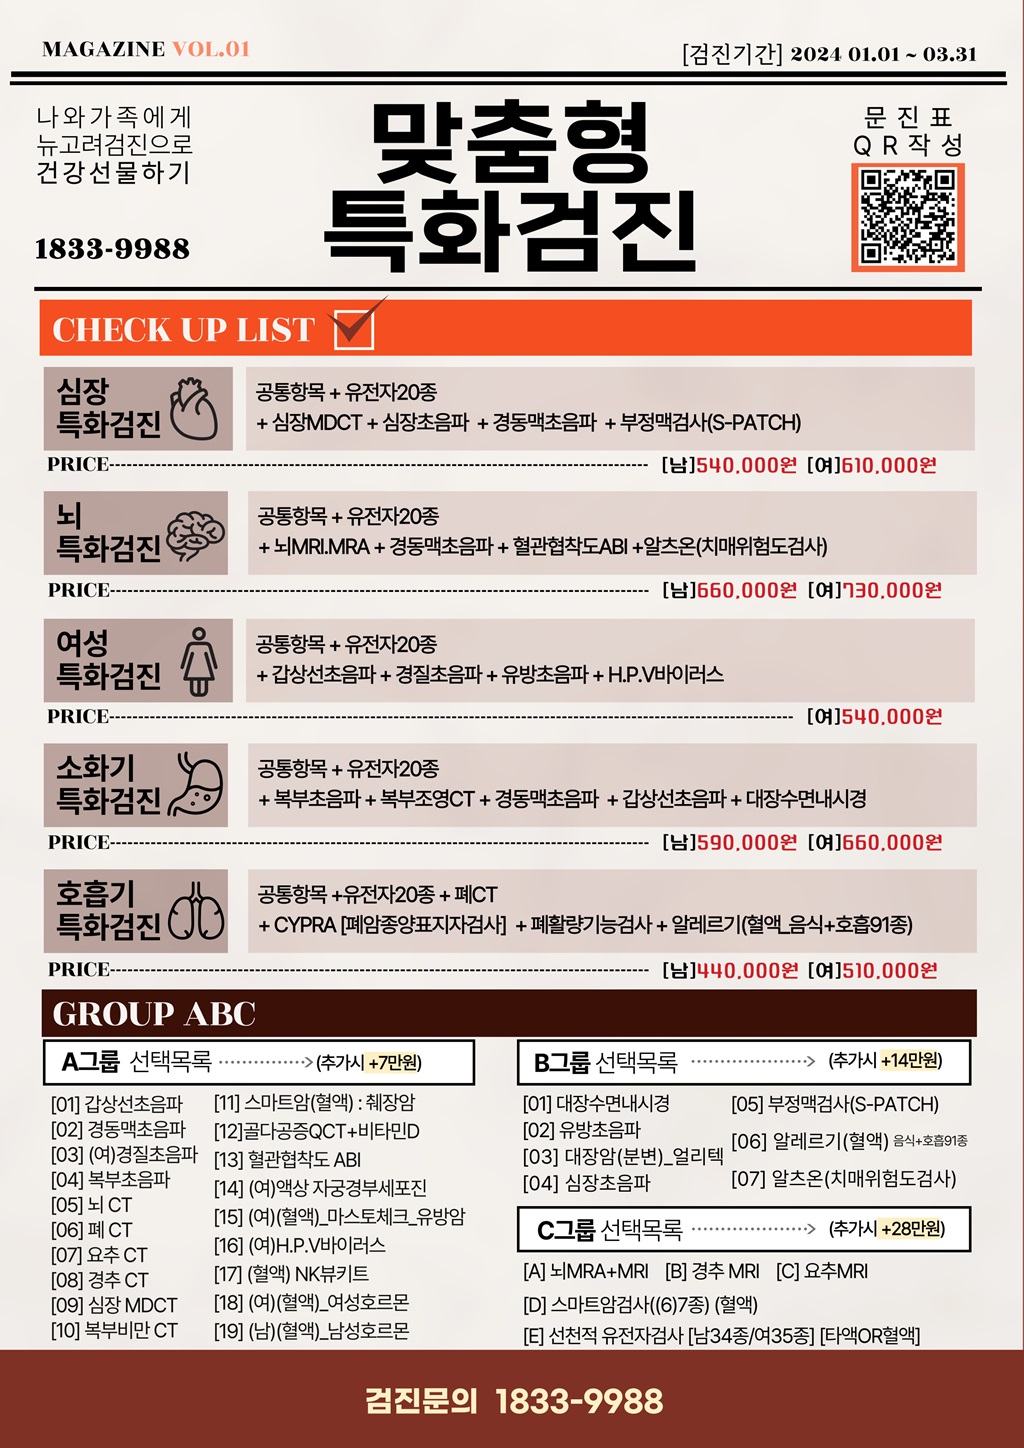 MAGAZINE VOL.01
[검진기간] 2024 01.01 ~ 03.31
나와가족에게
뉴고려검진으로
건강선물하기
1833-9988
맞춤형
특화검진
문진표
QR작성
CHECK UP LIST
심장
특화검진
공통항목 + 유전자20종
+ 심장MDCT + 심장초음파 + 경동맥초음파 + 부정맥검사(S-PATCH)
PRICE [남]540,000원 [여]610,000원
뇌
특화검진
공통항목 + 유전자20종
+ 뇌MRI.MRA + 경동맥초음파 + 혈관협착도ABI +알츠온(치매위험도검사)
PRICE [남]660,000원 [여]730,000원
여성
특화검진
공통항목 + 유전자20종
+ 갑상선초음파 + 경질초음파 + 유방초음파 + H.P.V바이러스
PRICE [여]540,000원
소화기
특화검진
공통항목 + 유전자20종
+ 복부초음파 + 복부조영CT + 경동맥초음파 + 갑상선초음파 + 대장수면내시경
PRICE [남]590,000원 [여]660,000원
호흡기
특화검진
공통항목 +유전자20종 + 폐CT
+ CYPRA [폐암종양표지자검사] + 폐활량기능검사 + 알레르기(혈액_음식+호흡91종)
PRICE [남]440,000원 [여]510,000원
GROUP ABC
A그룹 선택목록 (추가시 +7만원)
[01] 갑상선초음파
[02] 경동맥초음파
[03] (여)경질초음파
[04] 복부초음파
[05] 뇌 CT
[06] 폐 CT
[07] 요추 CT
[08] 경추 CT
[09] 심장 MDCT
[10] 복부비만 CT
[11] 스마트암(혈액) : 췌장암
[12]골다공증QCT+비타민D
[13] 혈관협착도 ABI
[14] (여)액상 자궁경부세포진
[15] (여)(혈액)_마스토체크_유방암
[16] (여)H.P.V바이러스
[17] (혈액) NK뷰키트
[18] (여)(혈액)_여성호르몬
[19] (남)(혈액)_남성호르몬
B그룹 선택목록 (추가시 +14만원)
[01] 대장수면내시경
[02] 유방초음파
[03] 대장암(분변)_얼리텍
[04] 심장초음파
[05] 부정맥검사(S-PATCH)
[06] 알레르기(혈액) 음식+호흡91종
[07] 알츠온(치매위험도검사)
C그룹 선택목록 (추가시 +28만원)
[A] 뇌MRA+MRI [B] 경추 MRI [C] 요추MRI
[D] 스마트암검사((6)7종) (혈액)
[E] 선천적 유전자검사 [남34종/여35종] [타액OR혈액]
검진문의 1833-9988